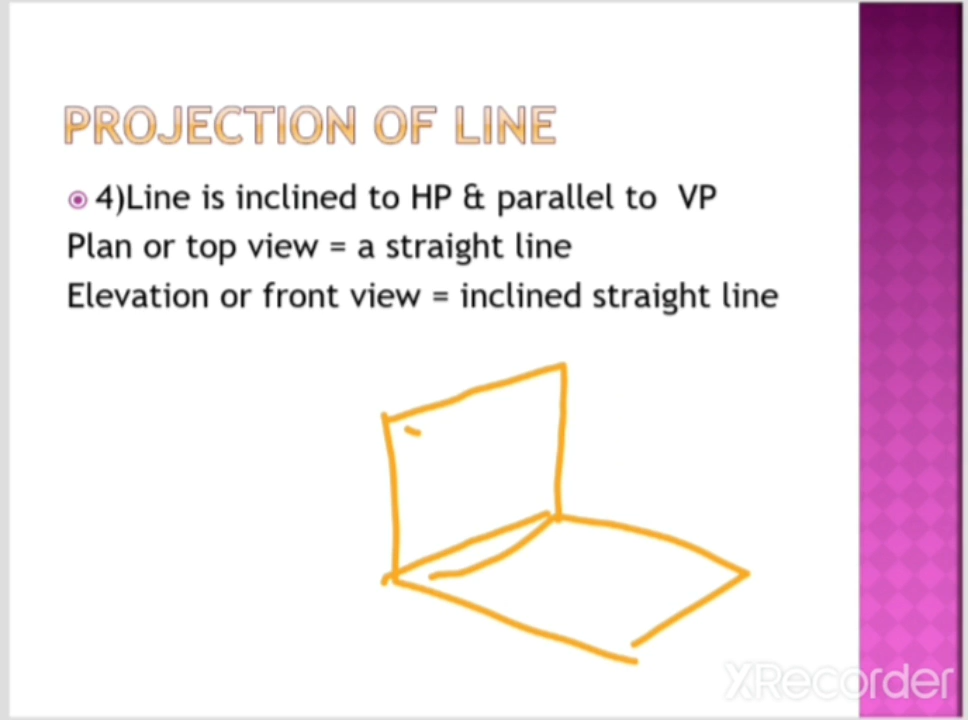 PROJECTION OF LINE
4)Line is inclined to HP & parallel to VP
Plan or top view = a straight line
Elevation or front view = inclined straight line
XRecorder